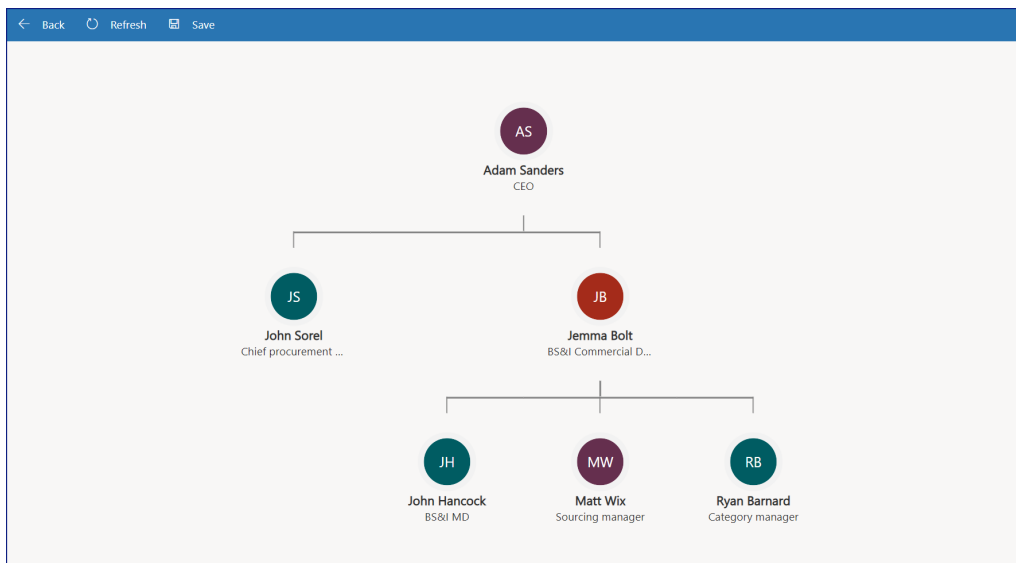 Back Refresh Save
AS
Adam Sanders
CEO
JS JB
John Sorel Jemma Bolt
Chief procurement ... BS&I Commercial D...
JH MW RB
John Hancock Matt Wix Ryan Barnard
BS&I MD Sourcing manager Category manager